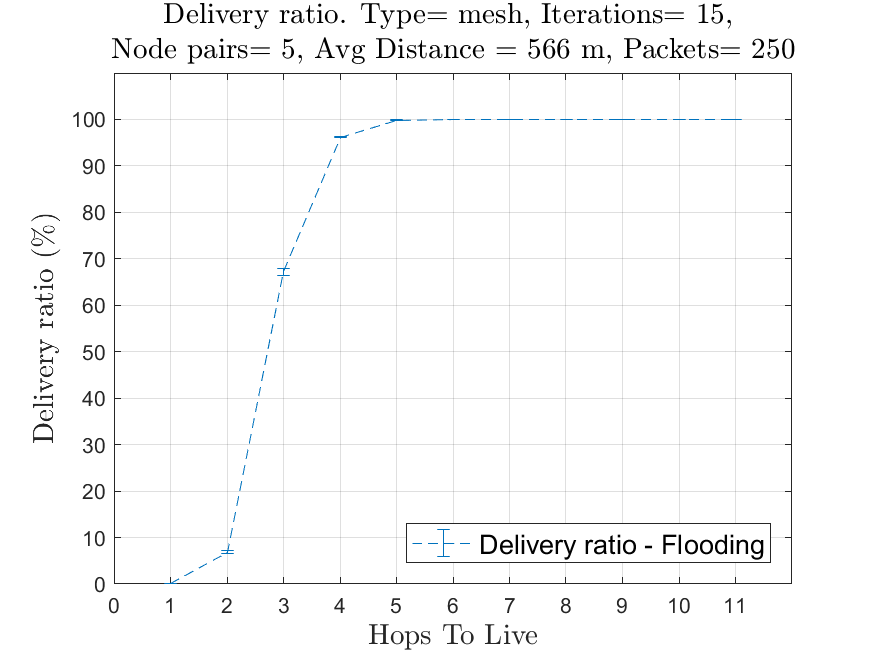 Delivery ratio. Type= mesh, Iterations= 15,
Node pairs= 5, Avg Distance = 566 m, Packets= 250
Delivery ratio (%)
100
90
80
70
60
50
40
30
20
10
0
Delivery ratio - Flooding
0 1 2 3 4 5 6 7 8 9 10 11
Hops To Live